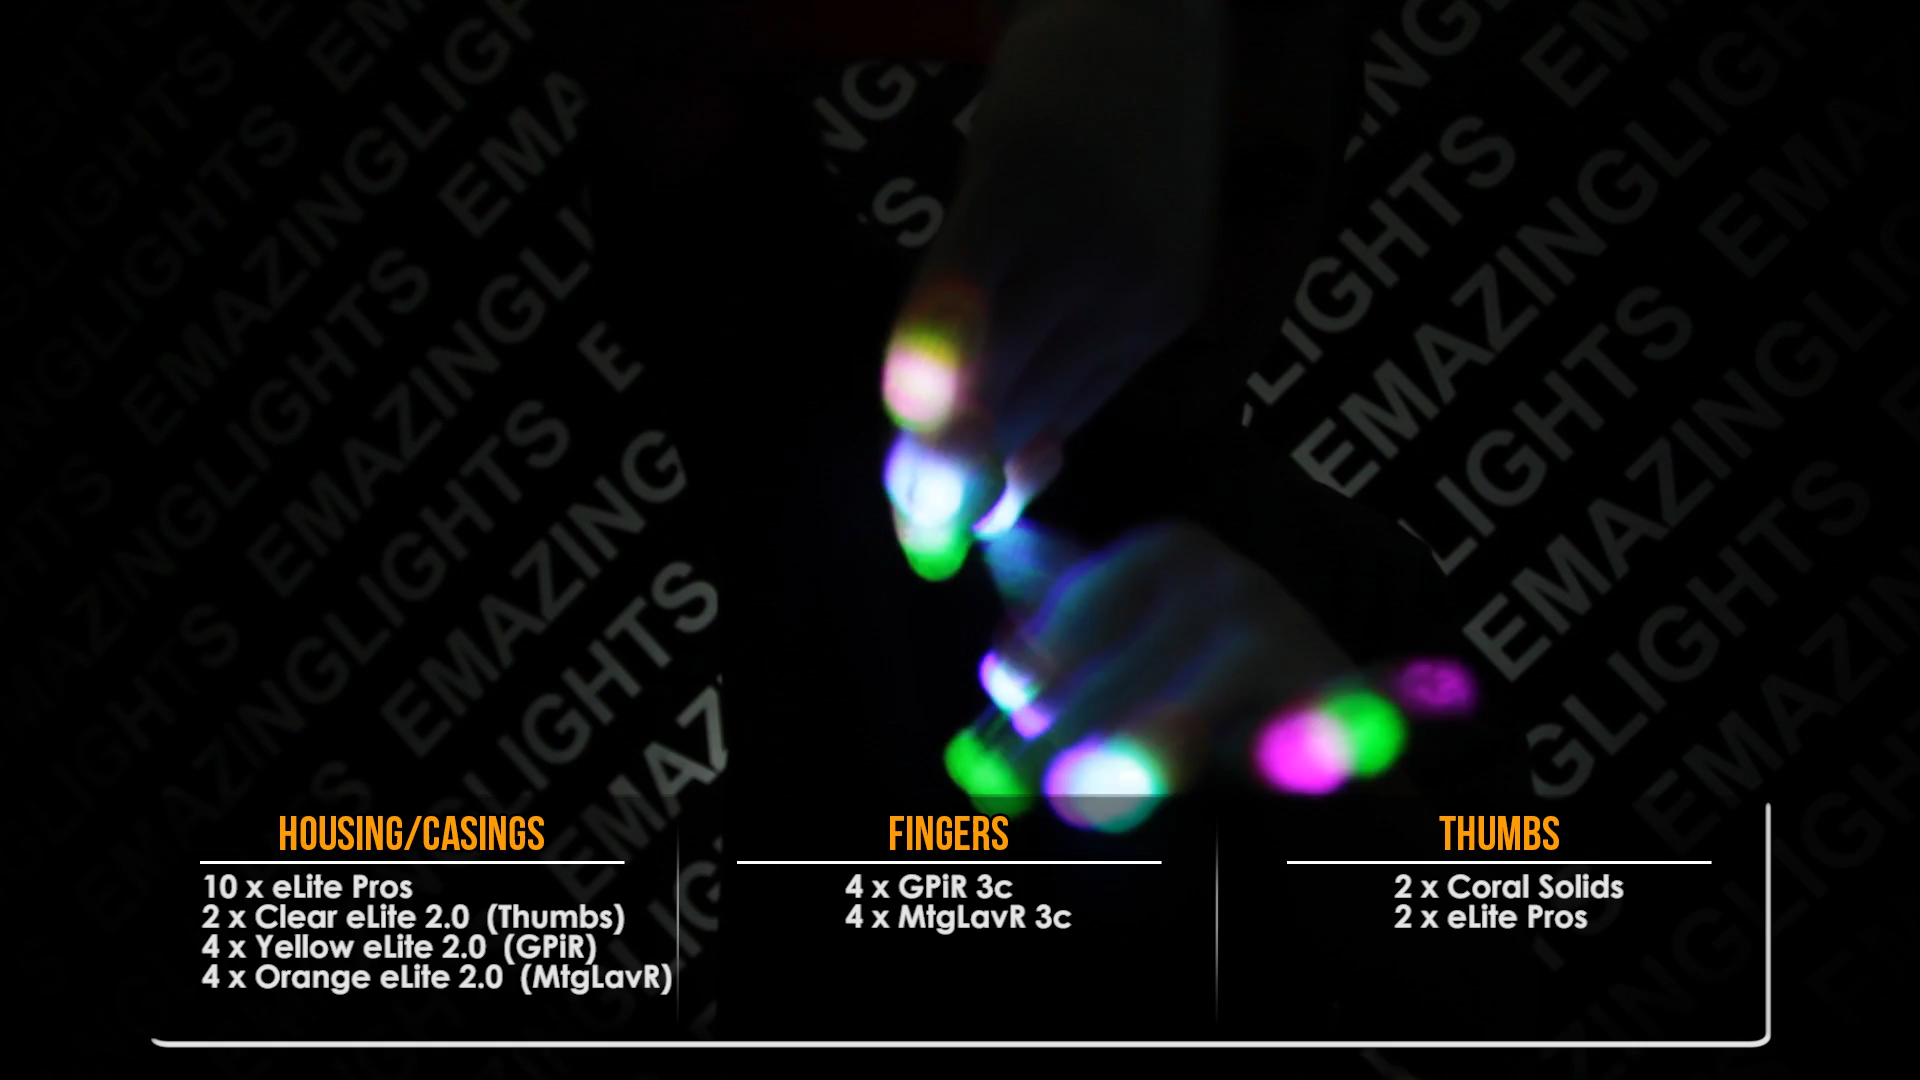 EMAZINGLIGHTS
EMAZINGLIGHTS
EMAZINGLIGHTS
HOUSING/CASINGS
10 x eLite Pros
2 x Clear eLite 2.0 (Thumbs)
4 x Yellow eLite 2.0 (GPiR)
4 x Orange eLite 2.0 (MtgLavR)
FINGERS
4 x GPiR 3c
4 x MtgLavR 3c
THUMBS
2 x Coral Solids
2 x eLite Pros